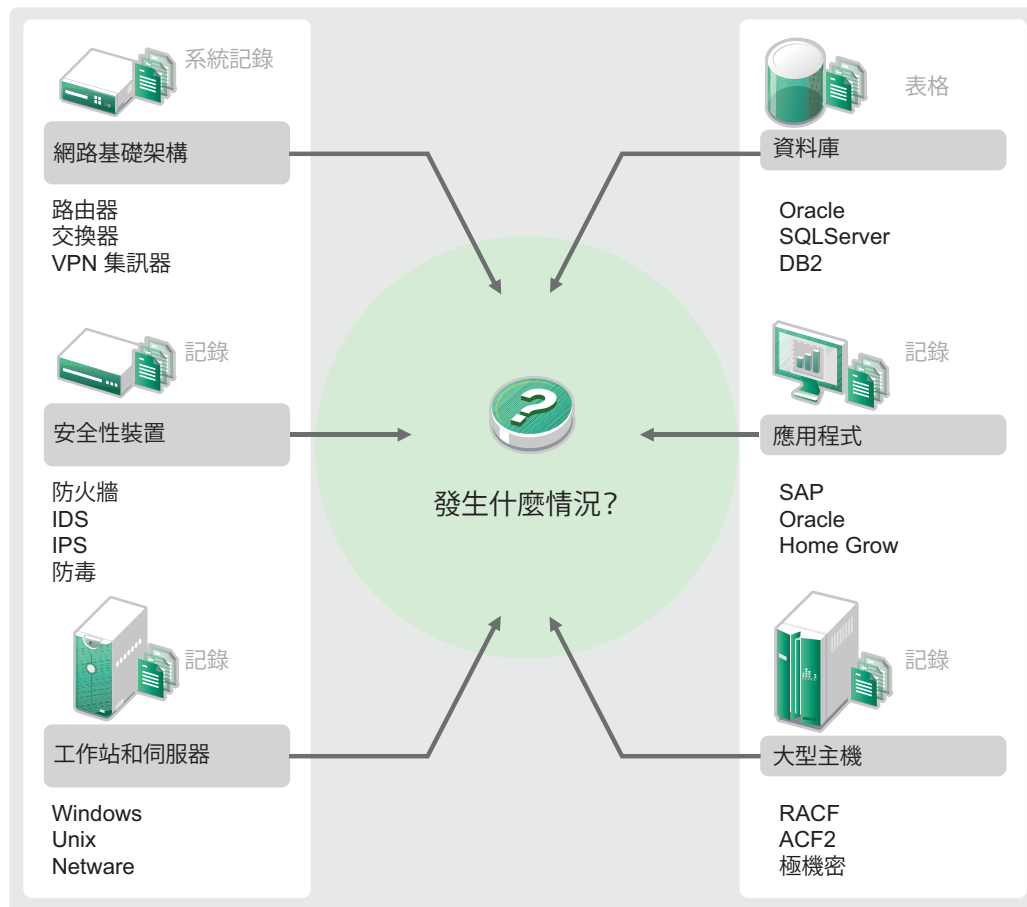 系統記錄
網路基礎架構
路由器
交換器
VPN 集訊器
記錄
安全性裝置
防火牆
IDS
IPS
防毒
記錄
工作站和伺服器
Windows
Unix
Netware
?
發生什麼情況?
表格
資料庫
Oracle
SQLServer
DB2
記錄
應用程式
SAP
Oracle
Home Grow
記錄
大型主機
RACF
ACF2
極機密